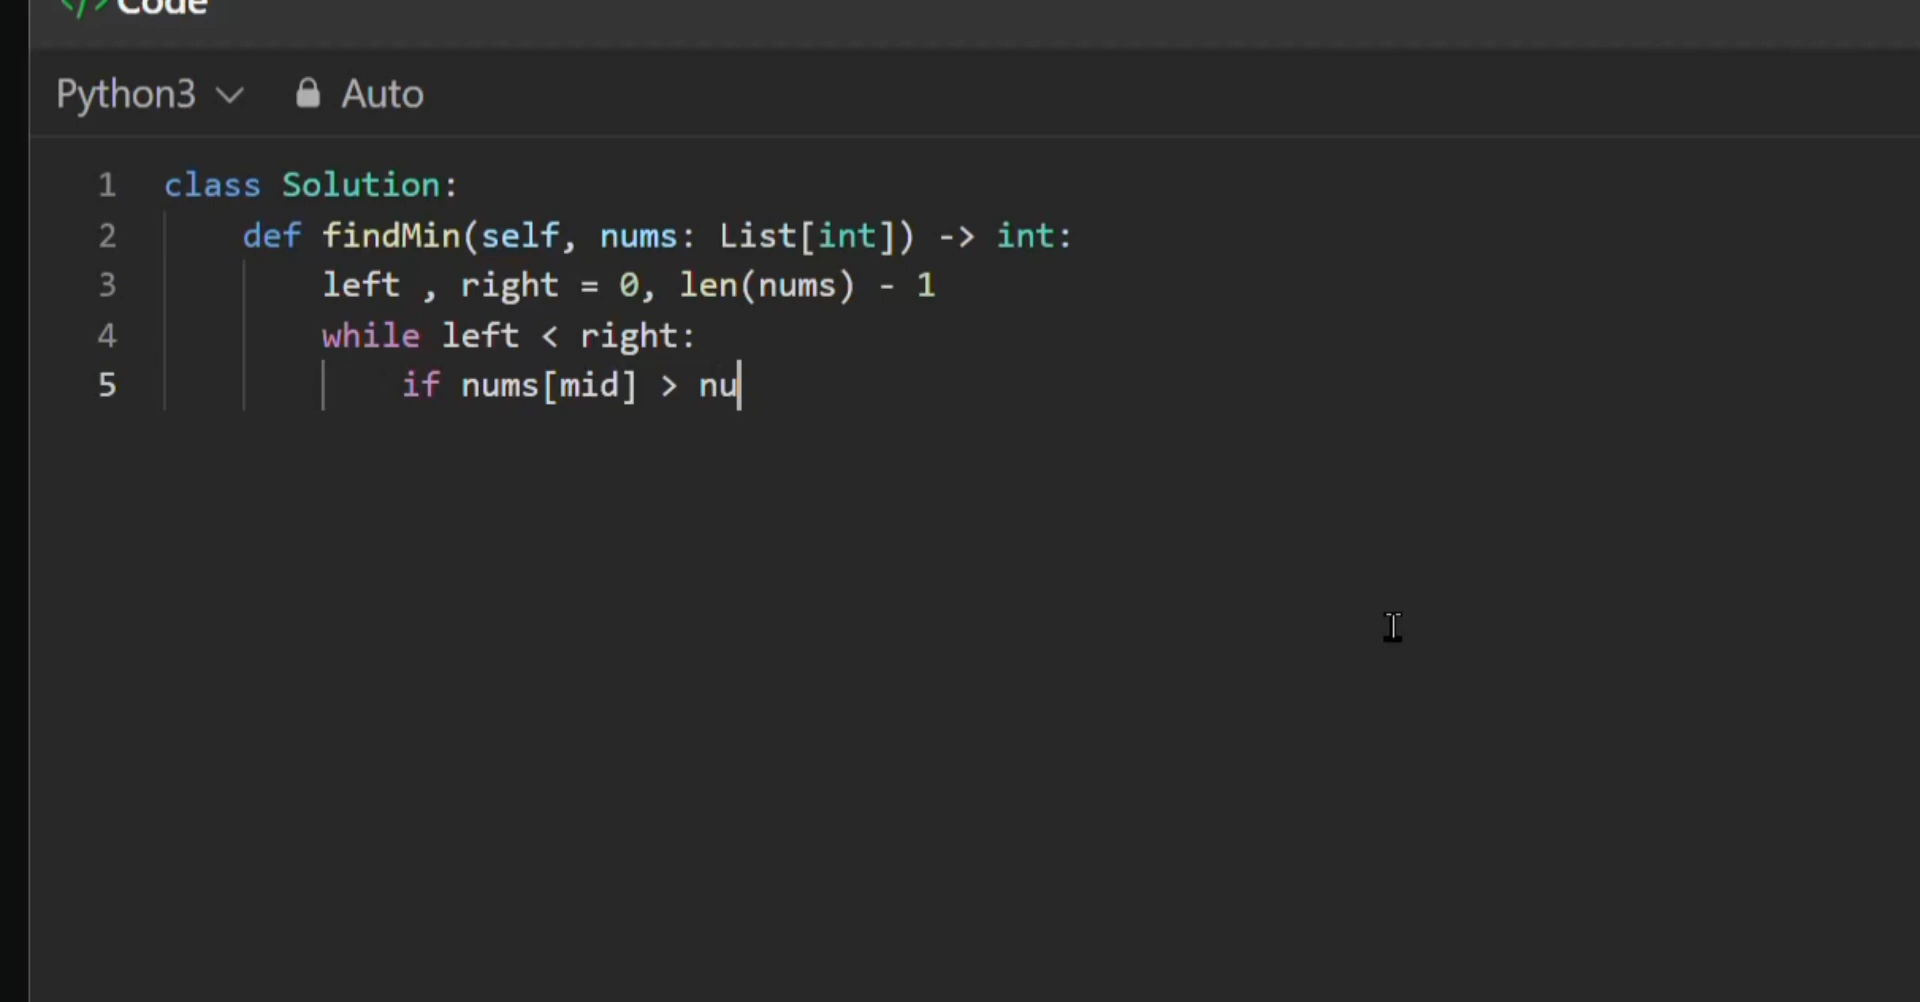 </> Code
Python3 Auto
1 class Solution:
2 def findMin(self, nums: List[int]) -> int:
3 left , right = 0, len(nums) - 1
4 while left < right:
5 if nums[mid] > nu